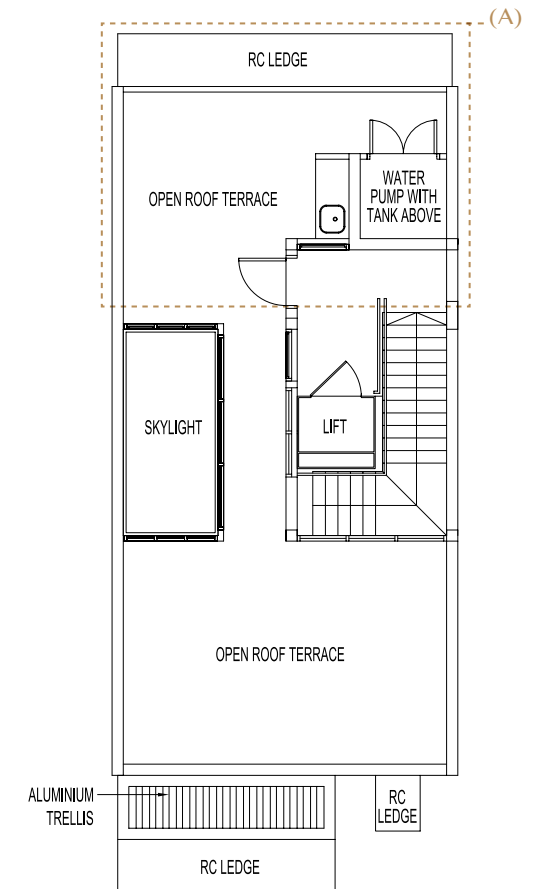 (A)
RC LEDGE
OPEN ROOF TERRACE
WATER
PUMP WITH
TANK ABOVE
SKYLIGHT
LIFT
OPEN ROOF TERRACE
ALUMINIUM
TRELLIS
RC
LEDGE
RC LEDGE